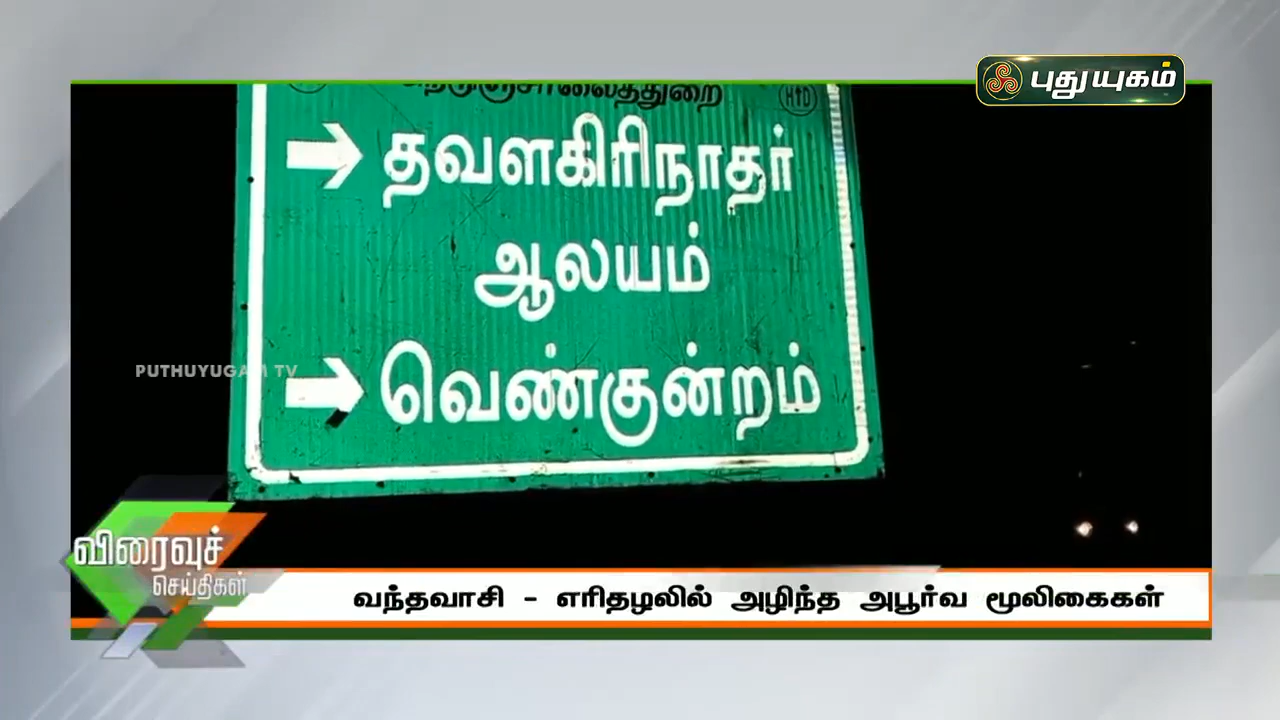 புதுயுகம்
நெடுஞ்சாலைத்துறை
தவளகிரிநாதர்
ஆலயம்
வெண்குன்றம்
PUTHUYUGAM TV
விரைவுச்
செய்திகள்
வந்தவாசி - எரிதழலில் அழிந்த அபூர்வ மூலிகைகள்